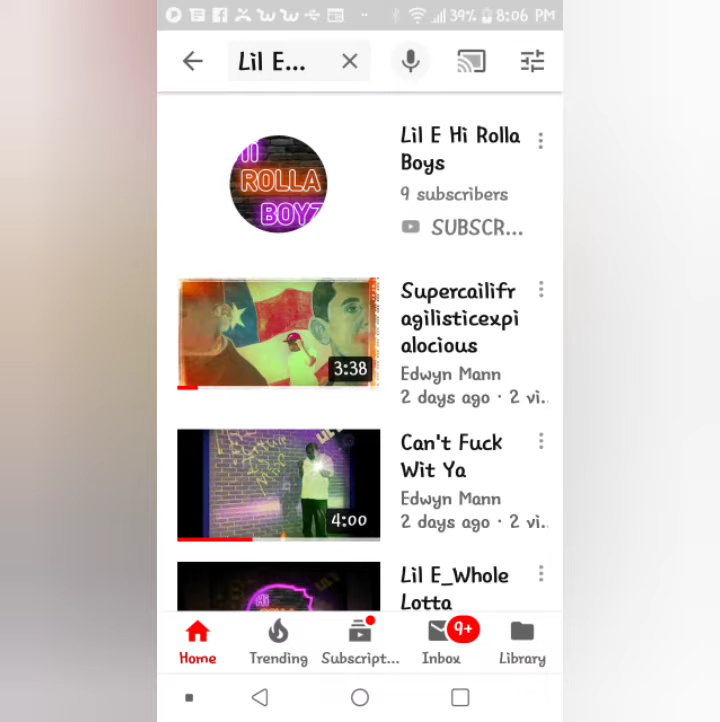 39% 8:06 PM
Lil E...
Lil E Hi Rolla
Boys
9 subscribers
SUBSCR...
HI
ROLLA
BOYZ
Supercailifr
agilisticexpi
alocious
Edwyn Mann
2 days ago · 2 vi..
3:38
Can't Fuck
Wit Ya
Edwyn Mann
2 days ago · 2 vi..
4:00
Lil E_Whole
Lotta
Hi
9+
Home
Trending
Subscript...
Inbox
Library